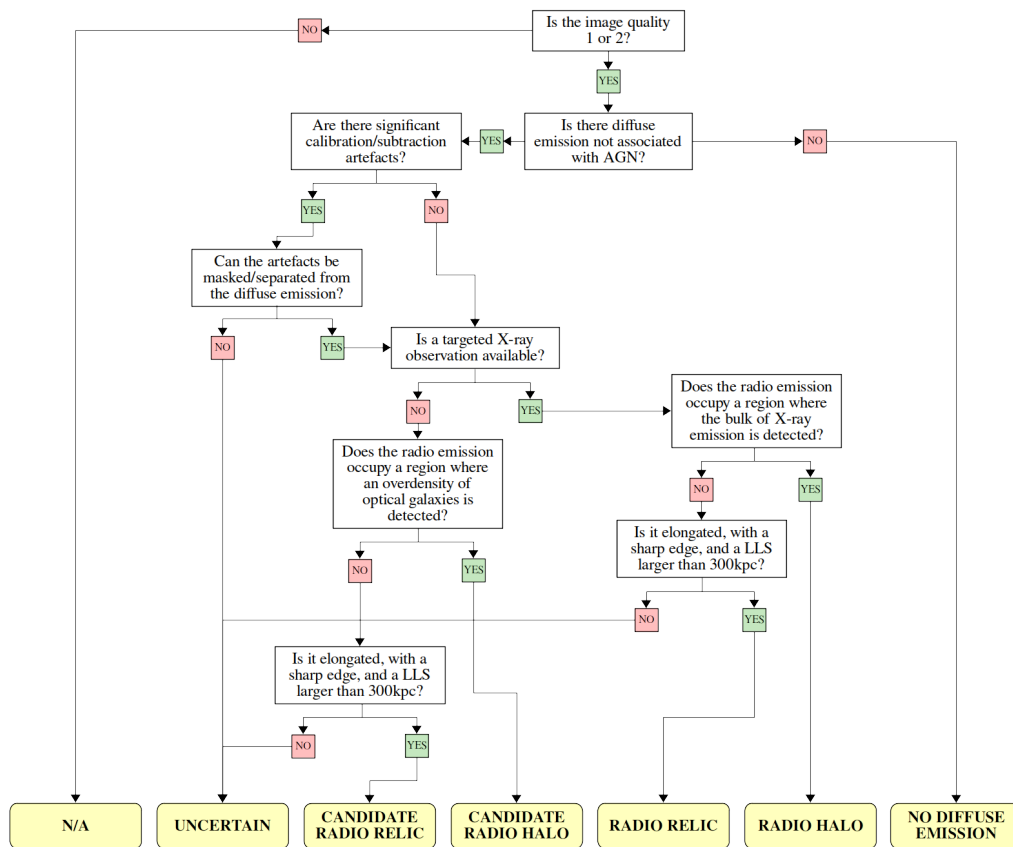 Is the image quality
1 or 2?
NO
YES
Are there significant
calibration/subtraction
artefacts?
YES
Is there diffuse
emission not associated
with AGN?
NO
YES
NO
Can the artefacts be
masked/separated from
the diffuse emission?
NO
YES
Is a targeted X-ray
observation available?
NO
YES
Does the radio emission
occupy a region where
the bulk of X-ray
emission is detected?
Does the radio emission
occupy a region where
an overdensity of
optical galaxies is
detected?
NO
YES
Is it elongated, with a
sharp edge, and a LLS
larger than 300kpc?
NO
YES
NO
YES
Is it elongated, with a
sharp edge, and a LLS
larger than 300kpc?
NO
YES
N/A
UNCERTAIN
CANDIDATE
RADIO RELIC
CANDIDATE
RADIO HALO
RADIO RELIC
RADIO HALO
NO DIFFUSE
EMISSION